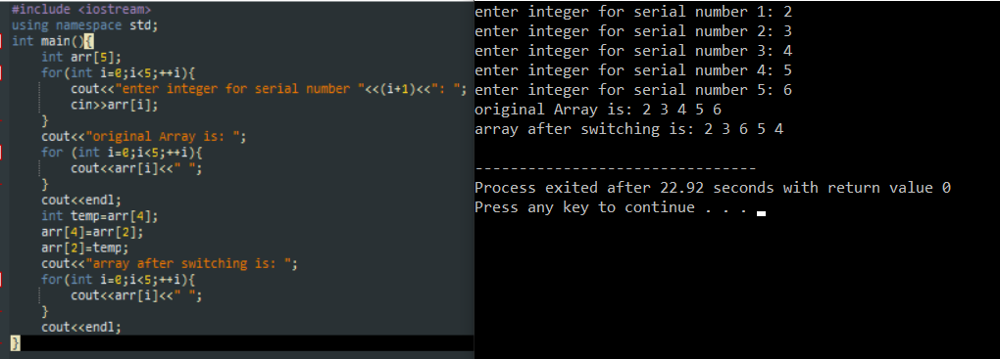 #include <iostream>
using namespace std;
int main(){
int arr[5];
for(int i=0;i<5;++i){
cout<<"enter integer for serial number "<<(i+1)<<": ";
cin>>arr[i];
}
cout<<"original Array is: ";
for (int i=0;i<5;++i){
cout<<arr[i]<<" ";
}
cout<<endl;
int temp=arr[4];
arr[4]=arr[2];
arr[2]=temp;
cout<<"array after switching is: ";
for(int i=0;i<5;++i){
cout<<arr[i]<<" ";
}
cout<<endl;
}
enter integer for serial number 1: 2
enter integer for serial number 2: 3
enter integer for serial number 3: 4
enter integer for serial number 4: 5
enter integer for serial number 5: 6
original Array is: 2 3 4 5 6
array after switching is: 2 3 6 5 4
--------------------------------
Process exited after 22.92 seconds with return value 0
Press any key to continue . . .